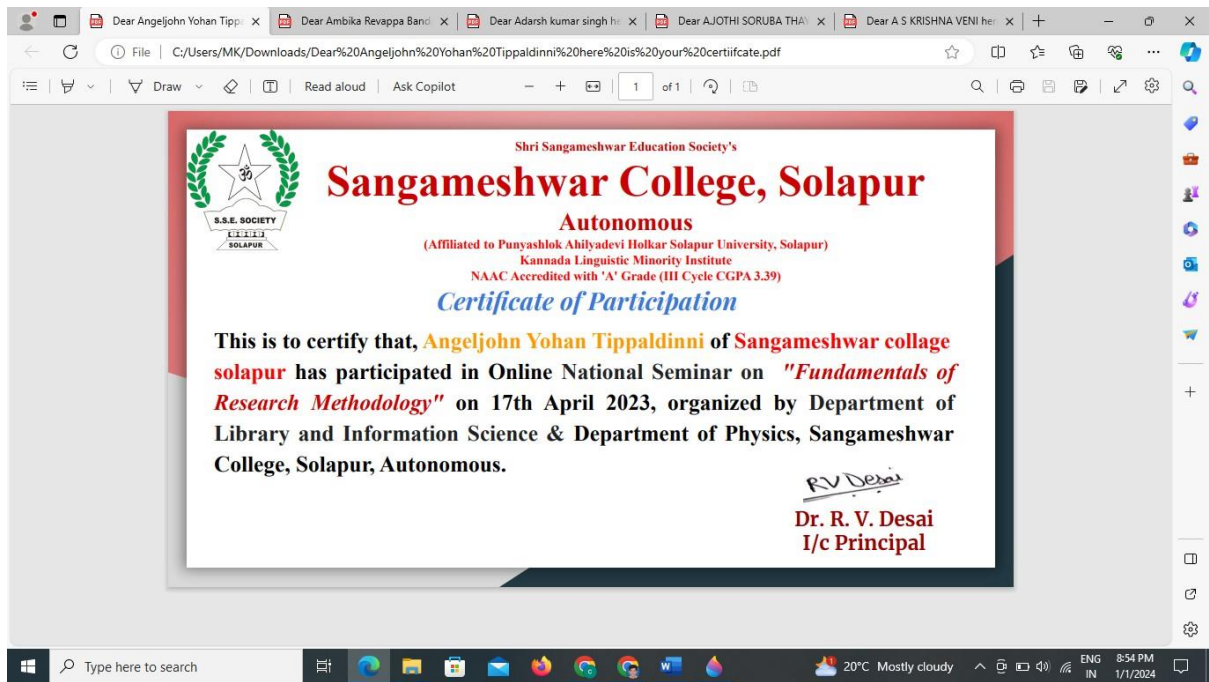 Dear Angeljohn Yohan Tippa
Dear Ambika Revappa Band
Dear Adarsh kumar singh he
Dear AJOTHI SORUBA THAV
Dear A S KRISHNA VENI her
File
C:/Users/MK/Downloads/Dear%20Angeljohn%20Yohan%20Tippaldinni%20here%20is%20your%20certiifcate.pdf
Draw
Read aloud
Ask Copilot
1
of 1
Shri Sangameshwar Education Society's
Sangameshwar College, Solapur
ॐ
S.S.E. SOCIETY
SOLAPUR
Autonomous
(Affiliated to Punyashlok Ahilyadevi Holkar Solapur University, Solapur)
Kannada Linguistic Minority Institute
NAAC Accredited with 'A' Grade (III Cycle CGPA 3.39)
Certificate of Participation
This is to certify that, Angeljohn Yohan Tippaldinni of Sangameshwar collage
solapur has participated in Online National Seminar on "Fundamentals of
Research Methodology" on 17th April 2023, organized by Department of
Library and Information Science & Department of Physics, Sangameshwar
College, Solapur, Autonomous.
RV Desai
Dr. R. V. Desai
I/c Principal
Type here to search
20°C Mostly cloudy
ENG
IN
8:54 PM
1/1/2024